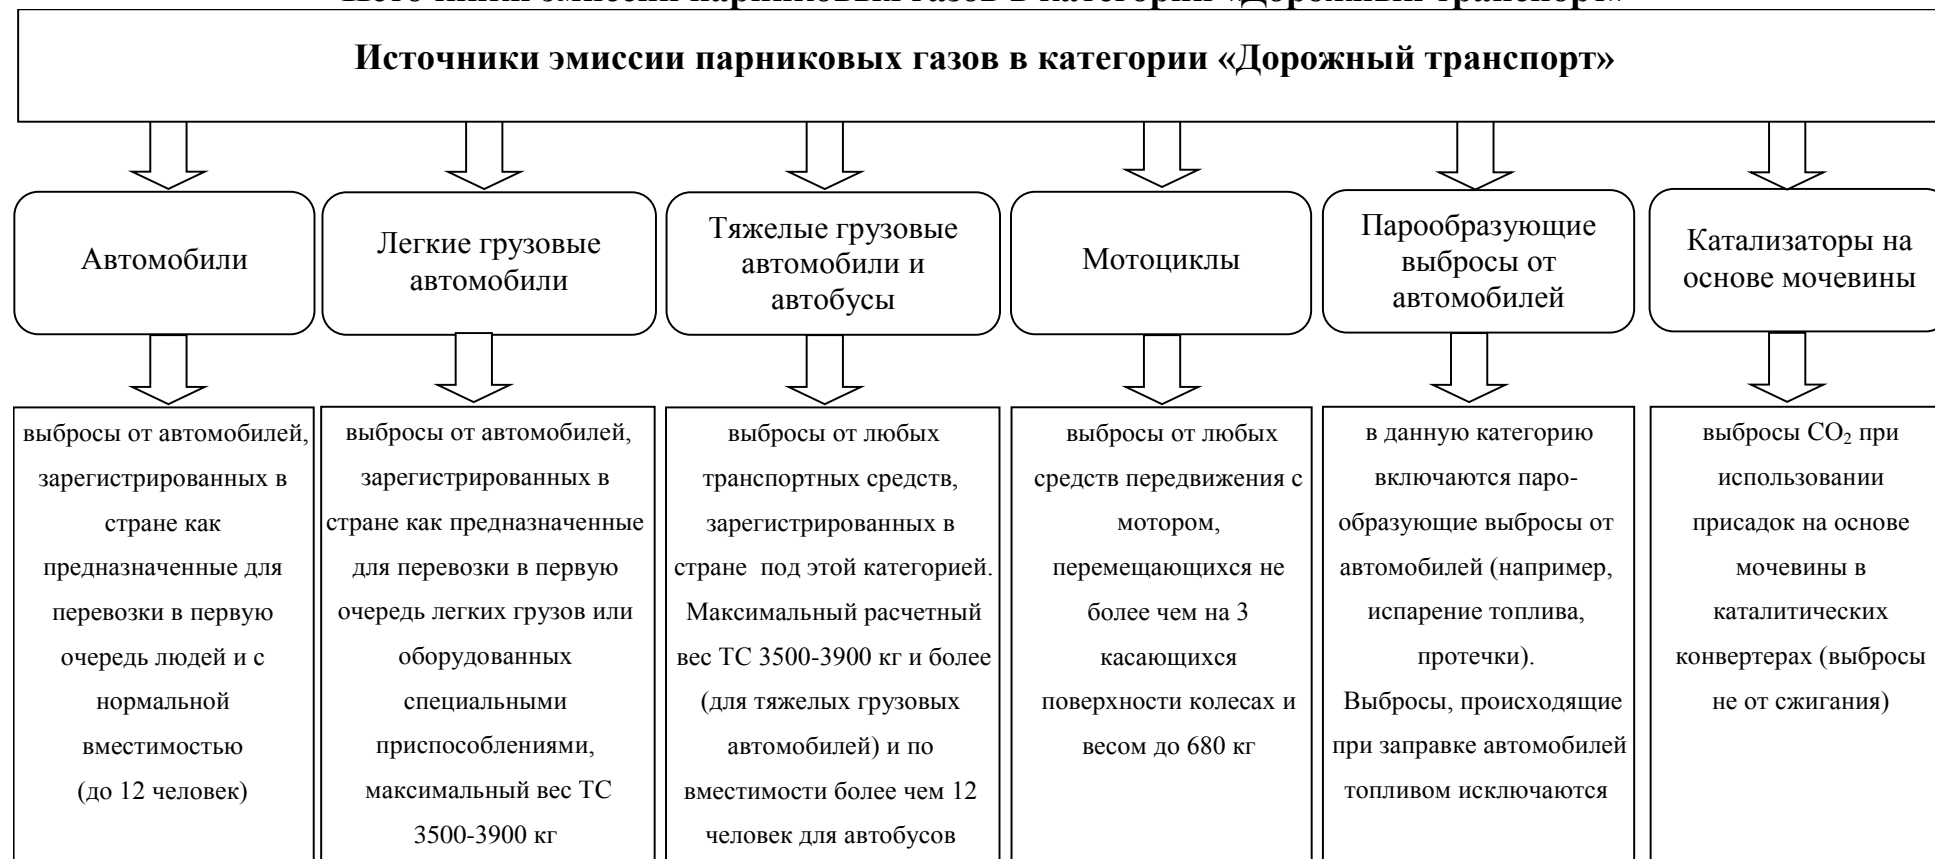 Источники эмиссии парниковых газов в категории «Дорожный транспорт»
Источники эмиссии парниковых газов в категории «Дорожный транспорт»
Автомобили
Легкие грузовые
автомобили
Тяжелые грузовые
автомобили и
автобусы
Мотоциклы
Парообразующие
выбросы от
автомобилей
Катализаторы на
основе мочевины
выбросы от автомобилей,
зарегистрированных в
стране как
предназначенные для
перевозки в первую
очередь людей и с
нормальной
вместимостью
(до 12 человек)
выбросы от автомобилей,
зарегистрированных в
стране как предназначенные
для перевозки в первую
очередь легких грузов или
оборудованных
специальными
приспособлениями,
максимальный вес ТС
3500-3900 кг
выбросы от любых
транспортных средств,
зарегистрированных в
стране под этой категорией.
Максимальный расчетный
вес ТС 3500-3900 кг и более
(для тяжелых грузовых
автомобилей) и по
вместимости более чем 12
человек для автобусов
выбросы от любых
средств передвижения с
мотором,
перемещающихся не
более чем на 3
касающихся
поверхности колесах и
весом до 680 кг
в данную категорию
включаются паро-
образующие выбросы от
автомобилей (например,
испарение топлива,
протечки).
Выбросы, происходящие
при заправке автомобилей
топливом исключаются
выбросы CO₂ при
использовании
присадок на основе
мочевины в
каталитических
конвертерах (выбросы
не от сжигания)